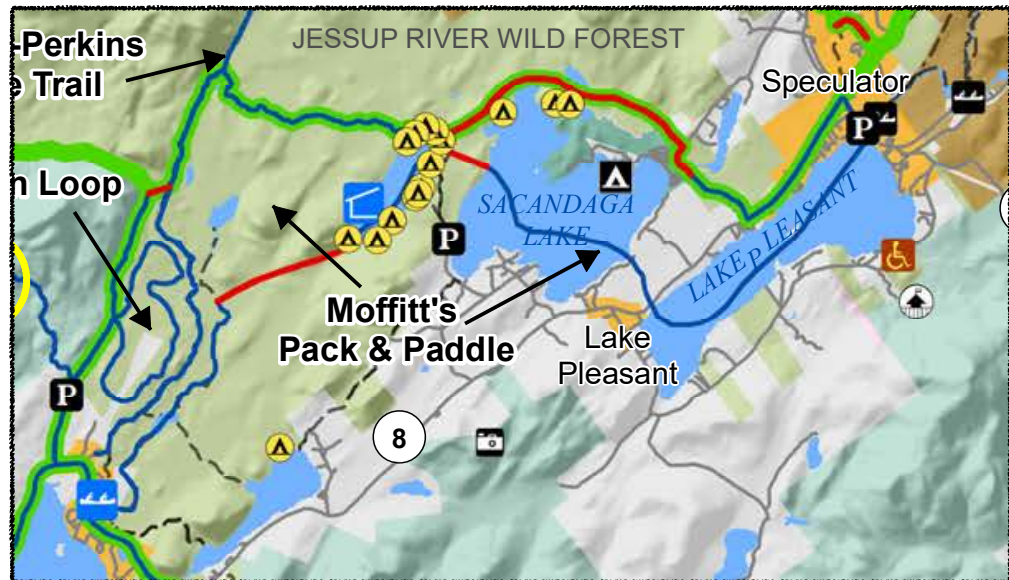 -Perkins
e Trail
JESSUP RIVER WILD FOREST
Speculator
n Loop
SACANDAGA
LAKE
LAKE PLEASANT
P
P
P
P
Moffitt's
Pack & Paddle
Lake
Pleasant
8